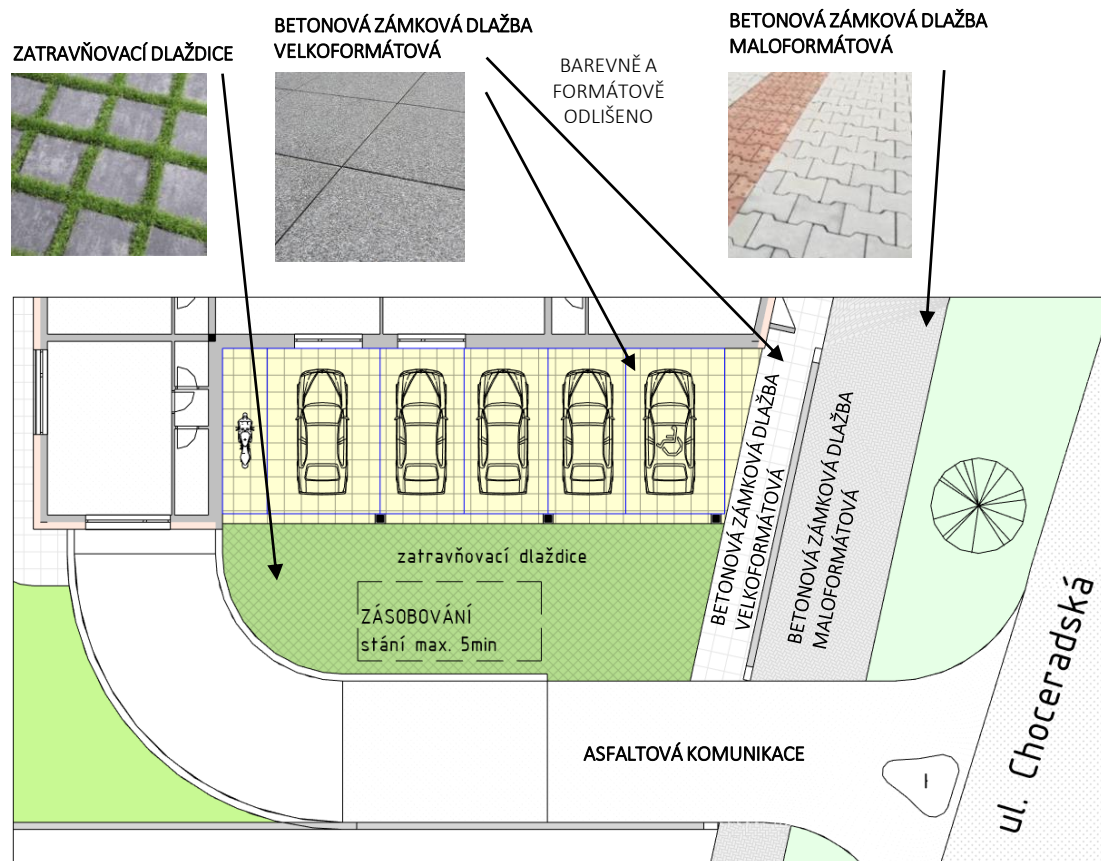 ZATRAVŇOVACÍ DLAŽDICE
BETONOVÁ ZÁMKOVÁ DLAŽBA
VELKOFORMÁTOVÁ
BAREVNĚ A
FORMÁTOVĚ
ODLIŠENO
BETONOVÁ ZÁMKOVÁ DLAŽBA
MALOFORMÁTOVÁ
BETONOVÁ ZÁMKOVÁ DLAŽBA
VELKOFORMÁTOVÁ
BETONOVÁ ZÁMKOVÁ DLAŽBA
MALOFORMÁTOVÁ
zatravňovací dlaždice
ZÁSOBOVÁNÍ
stání max. 5min
ASFALTOVÁ KOMUNIKACE
ul. Choceradská